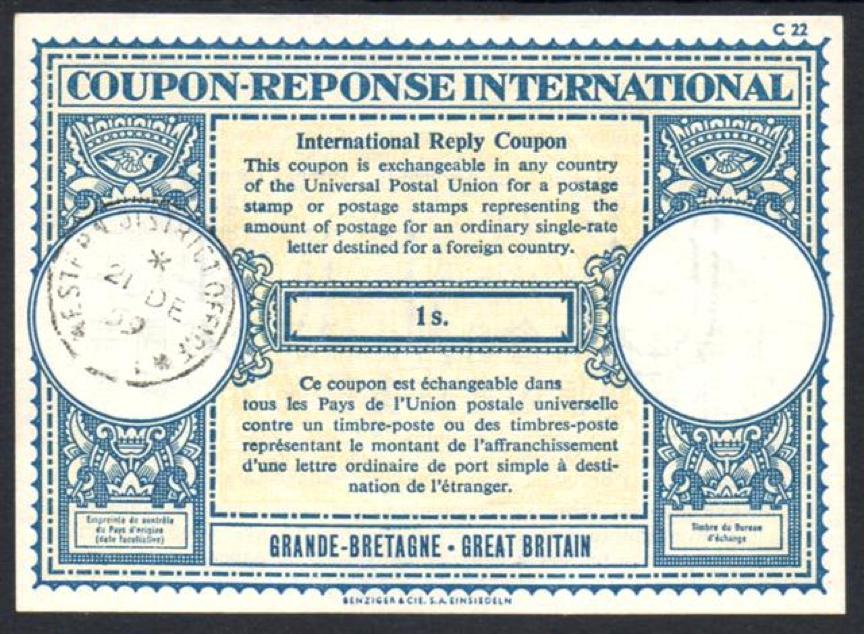 C 22
COUPON-REPONSE INTERNATIONAL
International Reply Coupon
This coupon is exchangeable in any country
of the Universal Postal Union for a postage
stamp or postage stamps representing the
amount of postage for an ordinary single-rate
letter destined for a foreign country.
WESTERN DISTRICT OFFICE
21 DE
59
1 s.
Ce coupon est échangeable dans
tous les Pays de l'Union postale universelle
contre un timbre-poste ou des timbres-poste
représentant le montant de l'affranchissement
d'une lettre ordinaire de port simple à desti-
nation de l'étranger.
Empreinte de contrôle
du Pays d'origine
(date facultative)
Timbre du Bureau
d'échange
GRANDE-BRETAGNE • GREAT BRITAIN
BENZIGER & CIE. S.A. EINSIEDELN